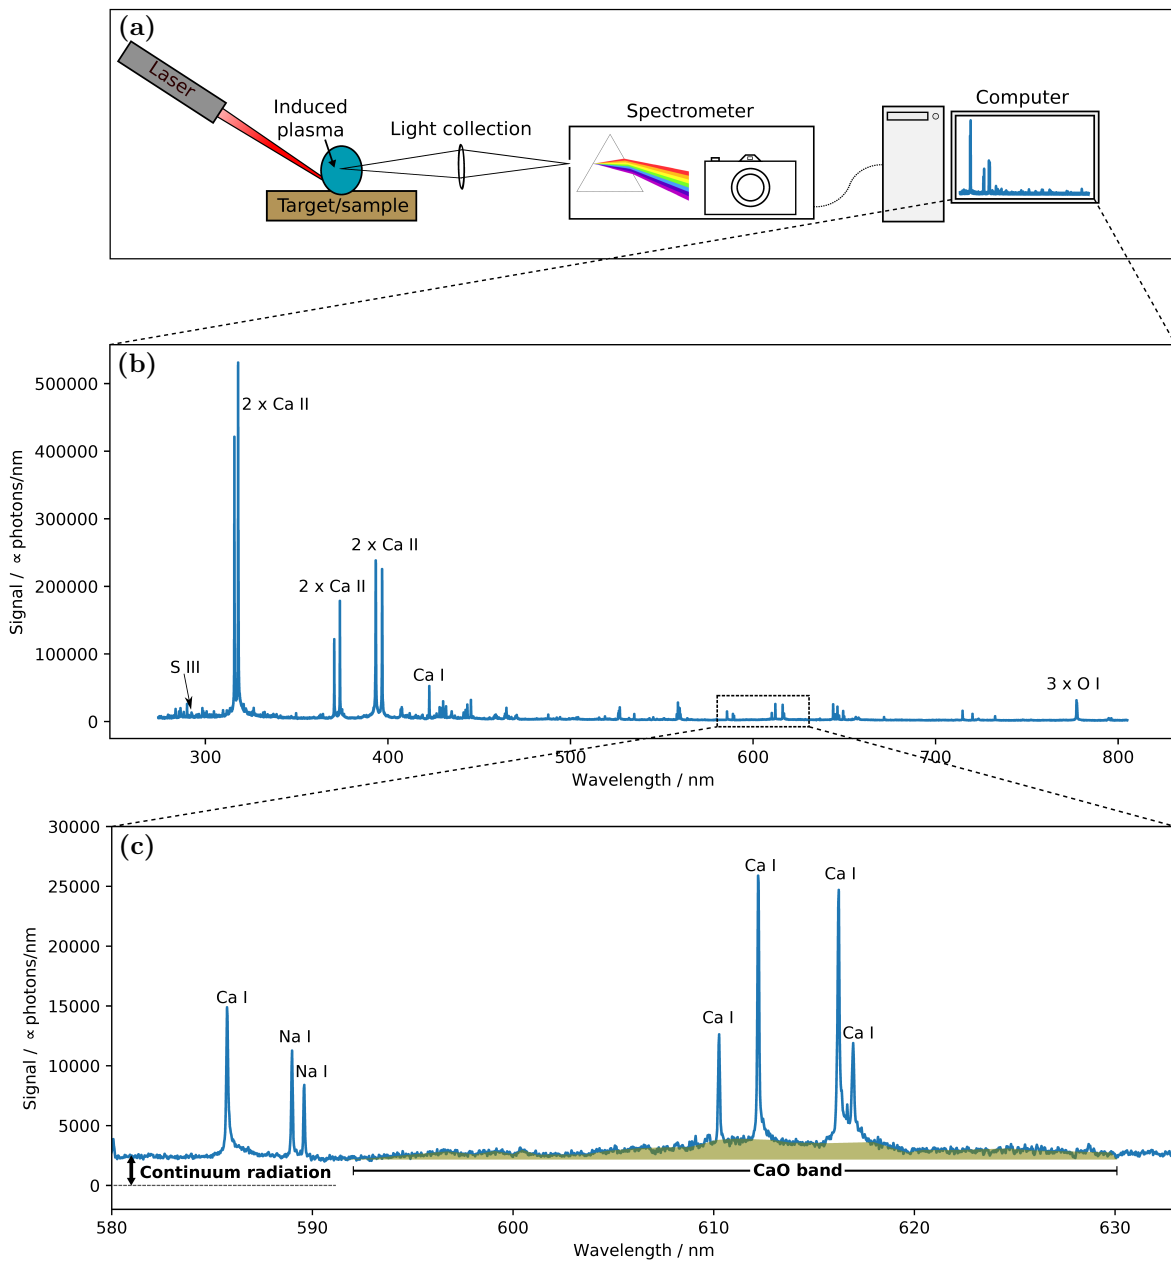 (a)
Laser
Induced
plasma
Light collection
Target/sample
Spectrometer
Computer
(b)
Signal / ∝ photons/nm
500000
400000
300000
200000
100000
0
2 x Ca II
2 x Ca II
2 x Ca II
S III
Ca I
3 x O I
300 400 500 600 700 800
Wavelength / nm
(c)
Signal / ∝ photons/nm
30000
25000
20000
15000
10000
5000
0
Ca I
Na I
Na I
Ca I
Ca I
Ca I
Ca I
Continuum radiation
CaO band
580 590 600 610 620 630
Wavelength / nm